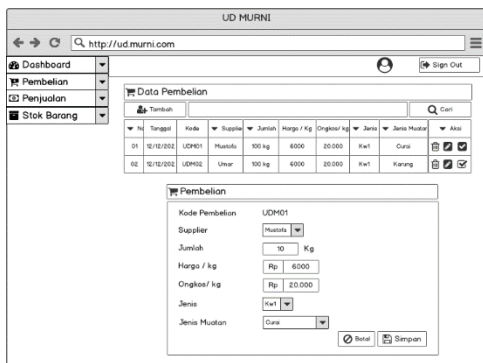 UD MURNI
http://ud.murni.com
Dashboard
Sign Out
Pembelian
Penjualan
Stok Barang
Data Pembelian
Tambah
Cari
No Tanggal Kode Supplier Jumlah Harga / Kg Ongkos/ kg Jenis Jenis Muatan Aksi
01 12/12/202 UDM01 Mustofa 100 kg 6000 20.000 Kw1 Curai
02 12/12/202 UDM02 Umar 100 kg 6000 20.000 Kw1 Karung
Pembelian
Kode Pembelian UDM01
Supplier Mustofa
Jumlah 10 Kg
Harga / kg Rp 6000
Ongkos/ kg Rp 20.000
Jenis Kw1
Jenis Muatan Curai
Batal Simpan